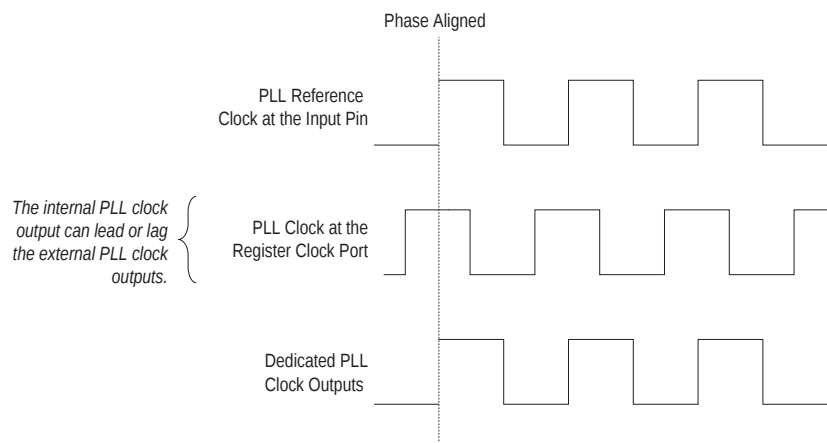 Phase Aligned
PLL Reference
Clock at the Input Pin
The internal PLL clock
output can lead or lag
the external PLL clock
outputs.
PLL Clock at the
Register Clock Port
Dedicated PLL
Clock Outputs